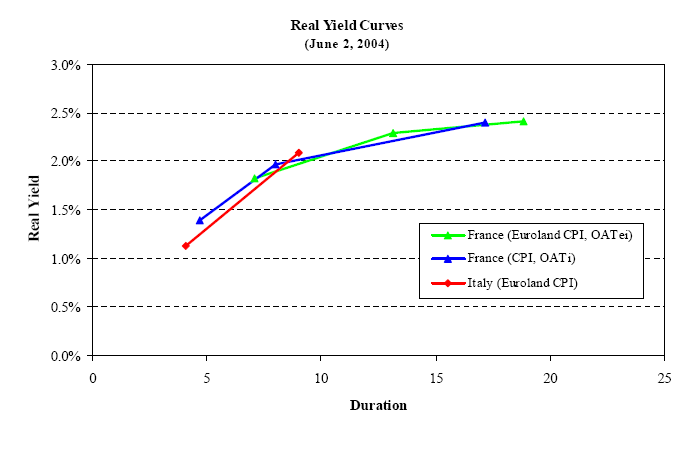 Real Yield Curves
(June 2, 2004)
3.0%
2.5%
2.0%
1.5%
1.0%
0.5%
0.0%
Real Yield
France (Euroland CPI, OATei)
France (CPI, OATi)
Italy (Euroland CPI)
0 5 10 15 20 25
Duration